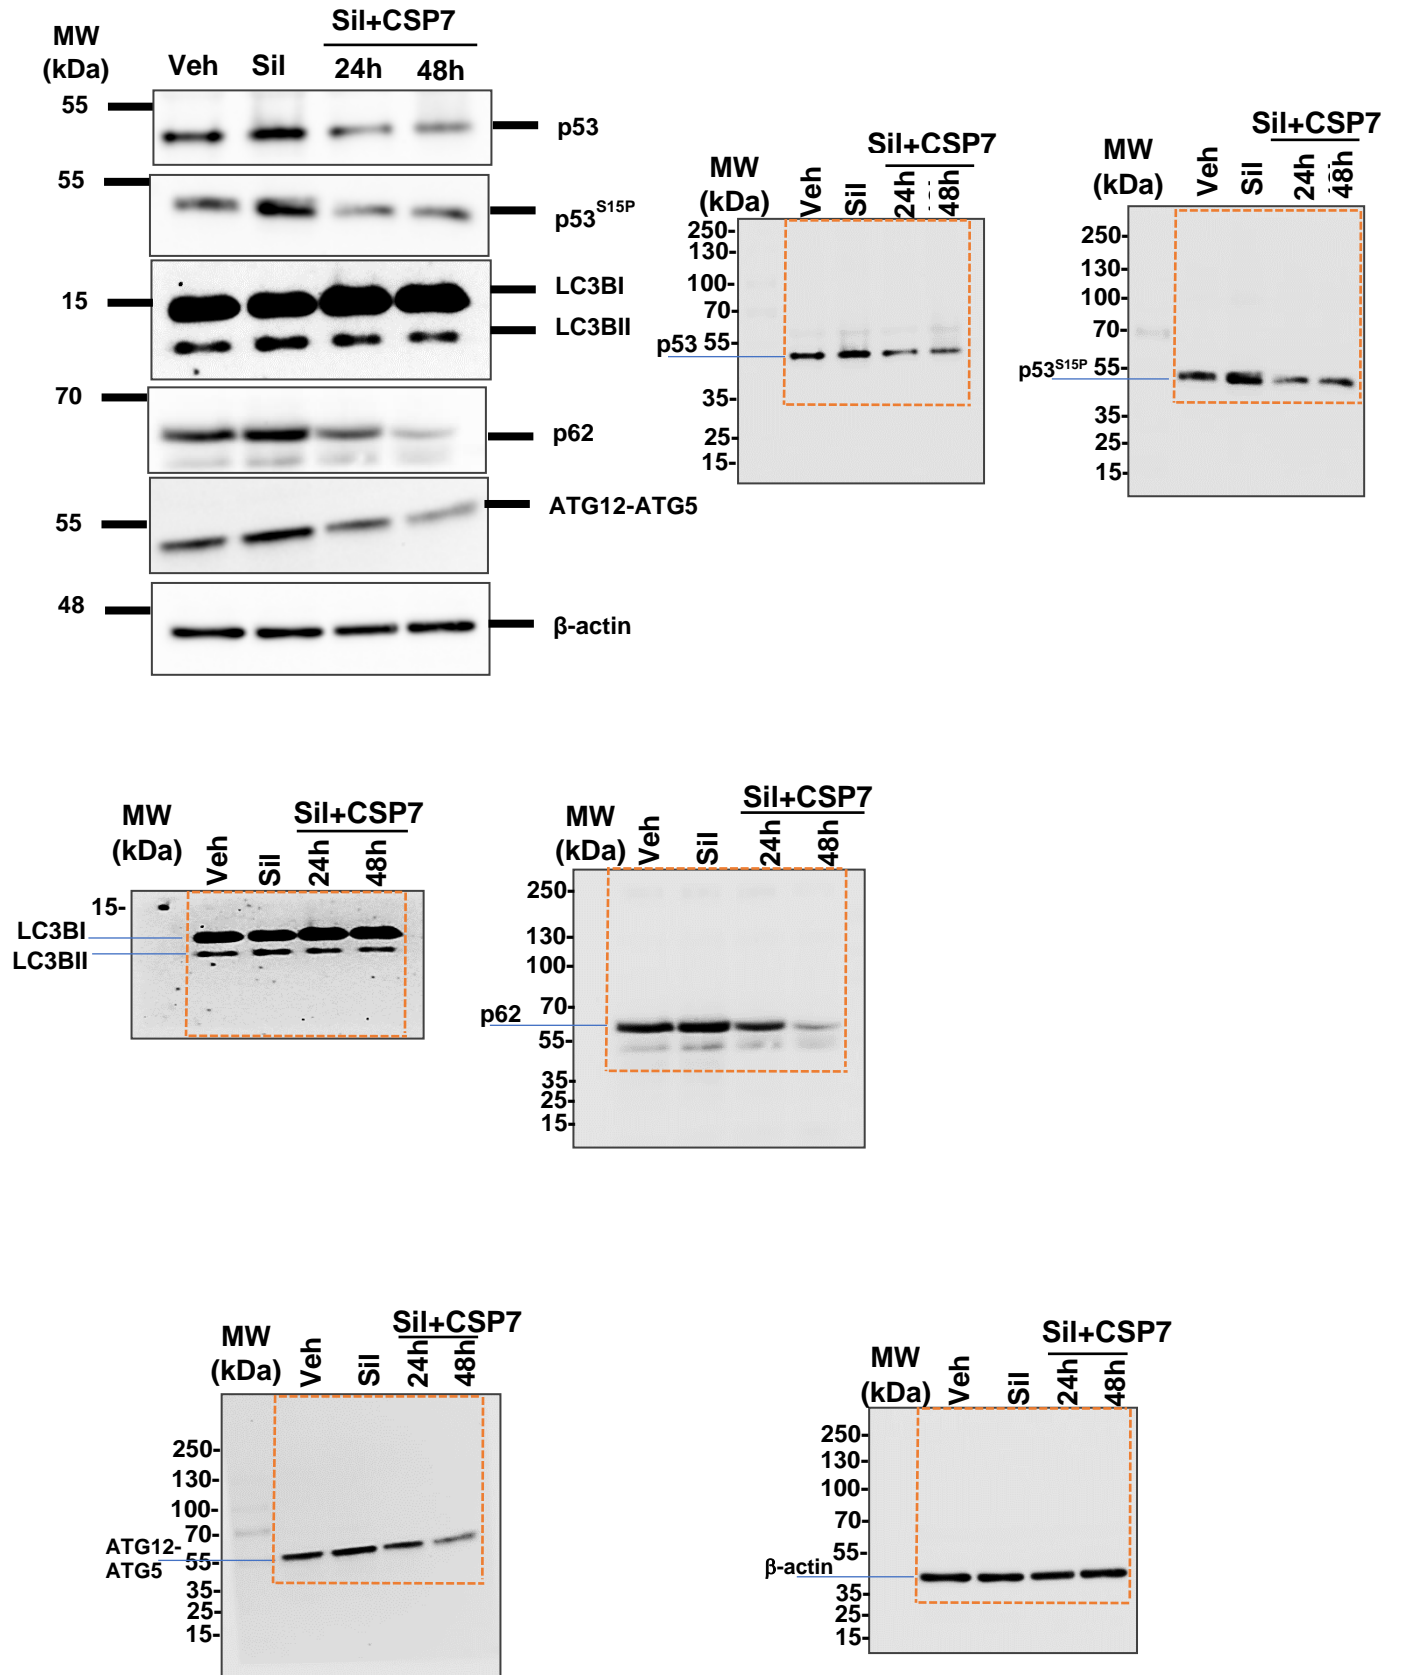 Sil+CSP7
MW
(kDa)
Veh
Sil
24h
48h
55
p53
55
p53S15P
15
LC3BI
LC3BII
70
p62
55
ATG12-ATG5
48
β-actin
Sil+CSP7
MW
(kDa)
Veh
Sil
24h
48h
250-
130-
100-
70-
p53
55-
35-
25-
15-
Sil+CSP7
MW
(kDa)
Veh
Sil
24h
48h
250-
130-
100-
70-
p53S15P
55-
35-
25-
15-
MW
(kDa)
Sil+CSP7
Veh
Sil
24h
48h
15-
LC3BI
LC3BII
Sil+CSP7
MW
(kDa)
Veh
Sil
24h
48h
250-
130-
100-
70-
p62
55-
35-
25-
15-
Sil+CSP7
MW
(kDa)
Veh
Sil
24h
48h
250-
130-
100-
70-
ATG12-
ATG5
55-
35-
25-
15-
Sil+CSP7
MW
(kDa)
Veh
Sil
24h
48h
250-
130-
100-
70-
55-
β-actin
35-
25-
15-